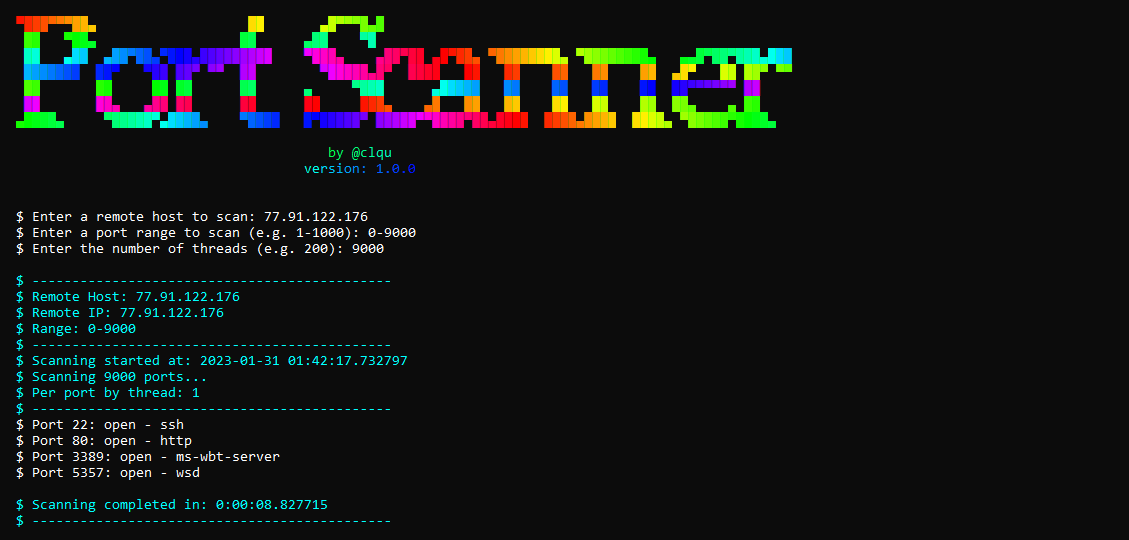 Port Scanner
by @clqu
version: 1.0.0
$ Enter a remote host to scan: 77.91.122.176
$ Enter a port range to scan (e.g. 1-1000): 0-9000
$ Enter the number of threads (e.g. 200): 9000
$ ---------------------------------------------
$ Remote Host: 77.91.122.176
$ Remote IP: 77.91.122.176
$ Range: 0-9000
$ ---------------------------------------------
$ Scanning started at: 2023-01-31 01:42:17.732797
$ Scanning 9000 ports...
$ Per port by thread: 1
$ ---------------------------------------------
$ Port 22: open - ssh
$ Port 80: open - http
$ Port 3389: open - ms-wbt-server
$ Port 5357: open - wsd
$ Scanning completed in: 0:00:08.827715
$ ---------------------------------------------